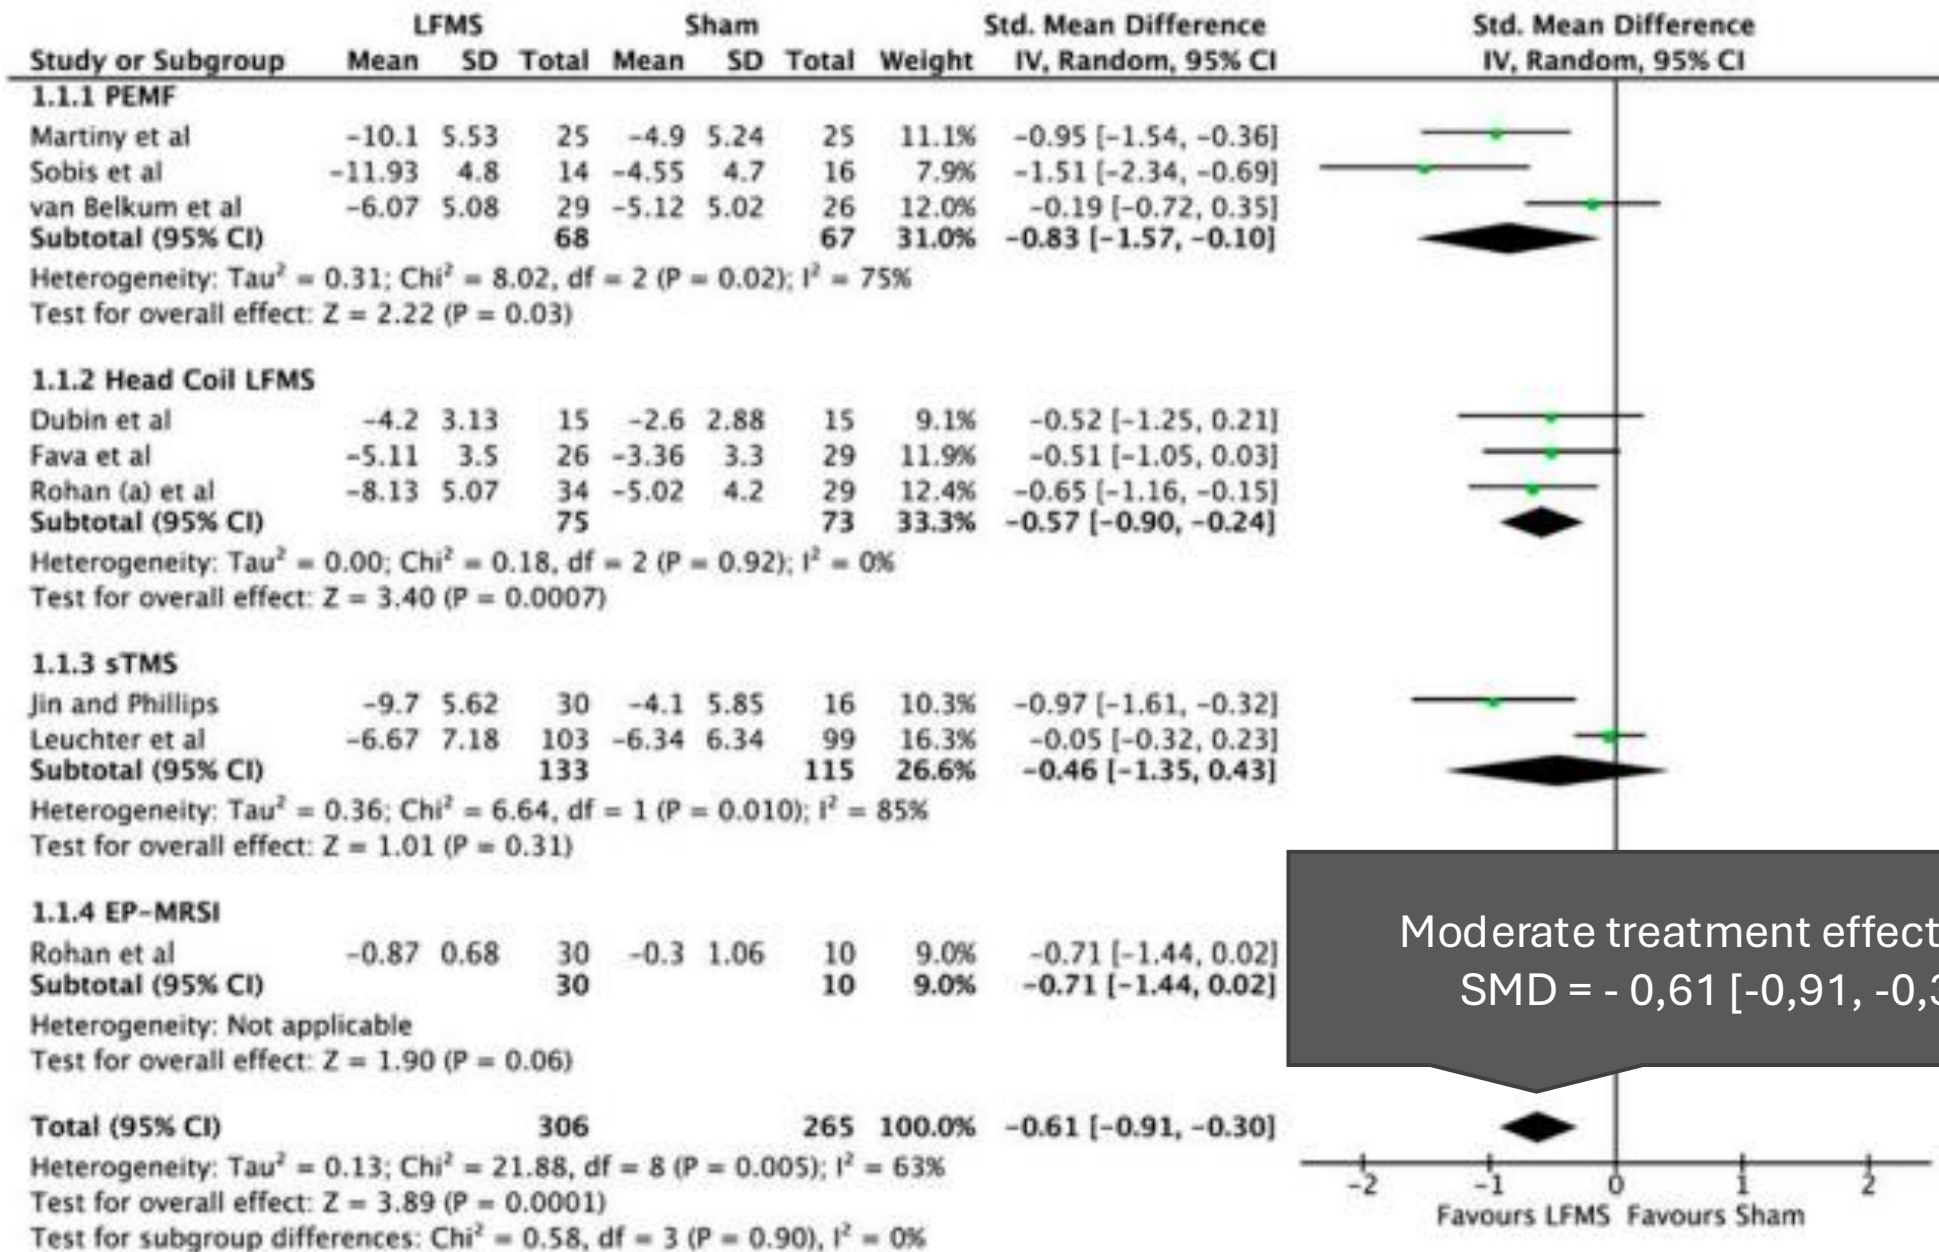 LFMS Sham Std. Mean Difference Std. Mean Difference
Study or Subgroup Mean SD Total Mean SD Total Weight IV, Random, 95% CI IV, Random, 95% CI
1.1.1 PEMF
Martiny et al −10.1 5.53 25 −4.9 5.24 25 11.1% −0.95 [−1.54, −0.36]
Sobis et al −11.93 4.8 14 −4.55 4.7 16 7.9% −1.51 [−2.34, −0.69]
van Belkum et al −6.07 5.08 29 −5.12 5.02 26 12.0% −0.19 [−0.72, 0.35]
Subtotal (95% CI) 68 67 31.0% −0.83 [−1.57, −0.10]
Heterogeneity: Tau² = 0.31; Chi² = 8.02, df = 2 (P = 0.02); I² = 75%
Test for overall effect: Z = 2.22 (P = 0.03)
1.1.2 Head Coil LFMS
Dubin et al −4.2 3.13 15 −2.6 2.88 15 9.1% −0.52 [−1.25, 0.21]
Fava et al −5.11 3.5 26 −3.36 3.3 29 11.9% −0.51 [−1.05, 0.03]
Rohan (a) et al −8.13 5.07 34 −5.02 4.2 29 12.4% −0.65 [−1.16, −0.15]
Subtotal (95% CI) 75 73 33.3% −0.57 [−0.90, −0.24]
Heterogeneity: Tau² = 0.00; Chi² = 0.18, df = 2 (P = 0.92); I² = 0%
Test for overall effect: Z = 3.40 (P = 0.0007)
1.1.3 sTMS
Jin and Phillips −9.7 5.62 30 −4.1 5.85 16 10.3% −0.97 [−1.61, −0.32]
Leuchter et al −6.67 7.18 103 −6.34 6.34 99 16.3% −0.05 [−0.32, 0.23]
Subtotal (95% CI) 133 115 26.6% −0.46 [−1.35, 0.43]
Heterogeneity: Tau² = 0.36; Chi² = 6.64, df = 1 (P = 0.010); I² = 85%
Test for overall effect: Z = 1.01 (P = 0.31)
1.1.4 EP-MRSI
Rohan et al −0.87 0.68 30 −0.3 1.06 10 9.0% −0.71 [−1.44, 0.02]
Subtotal (95% CI) 30 10 9.0% −0.71 [−1.44, 0.02]
Heterogeneity: Not applicable
Test for overall effect: Z = 1.90 (P = 0.06)
Moderate treatment effect
SMD = - 0,61 [-0,91, -0,3
Total (95% CI) 306 265 100.0% −0.61 [−0.91, −0.30]
Heterogeneity: Tau² = 0.13; Chi² = 21.88, df = 8 (P = 0.005); I² = 63%
Test for overall effect: Z = 3.89 (P = 0.0001)
Test for subgroup differences: Chi² = 0.58, df = 3 (P = 0.90), I² = 0%
−2 −1 0 1 2
Favours LFMS Favours Sham